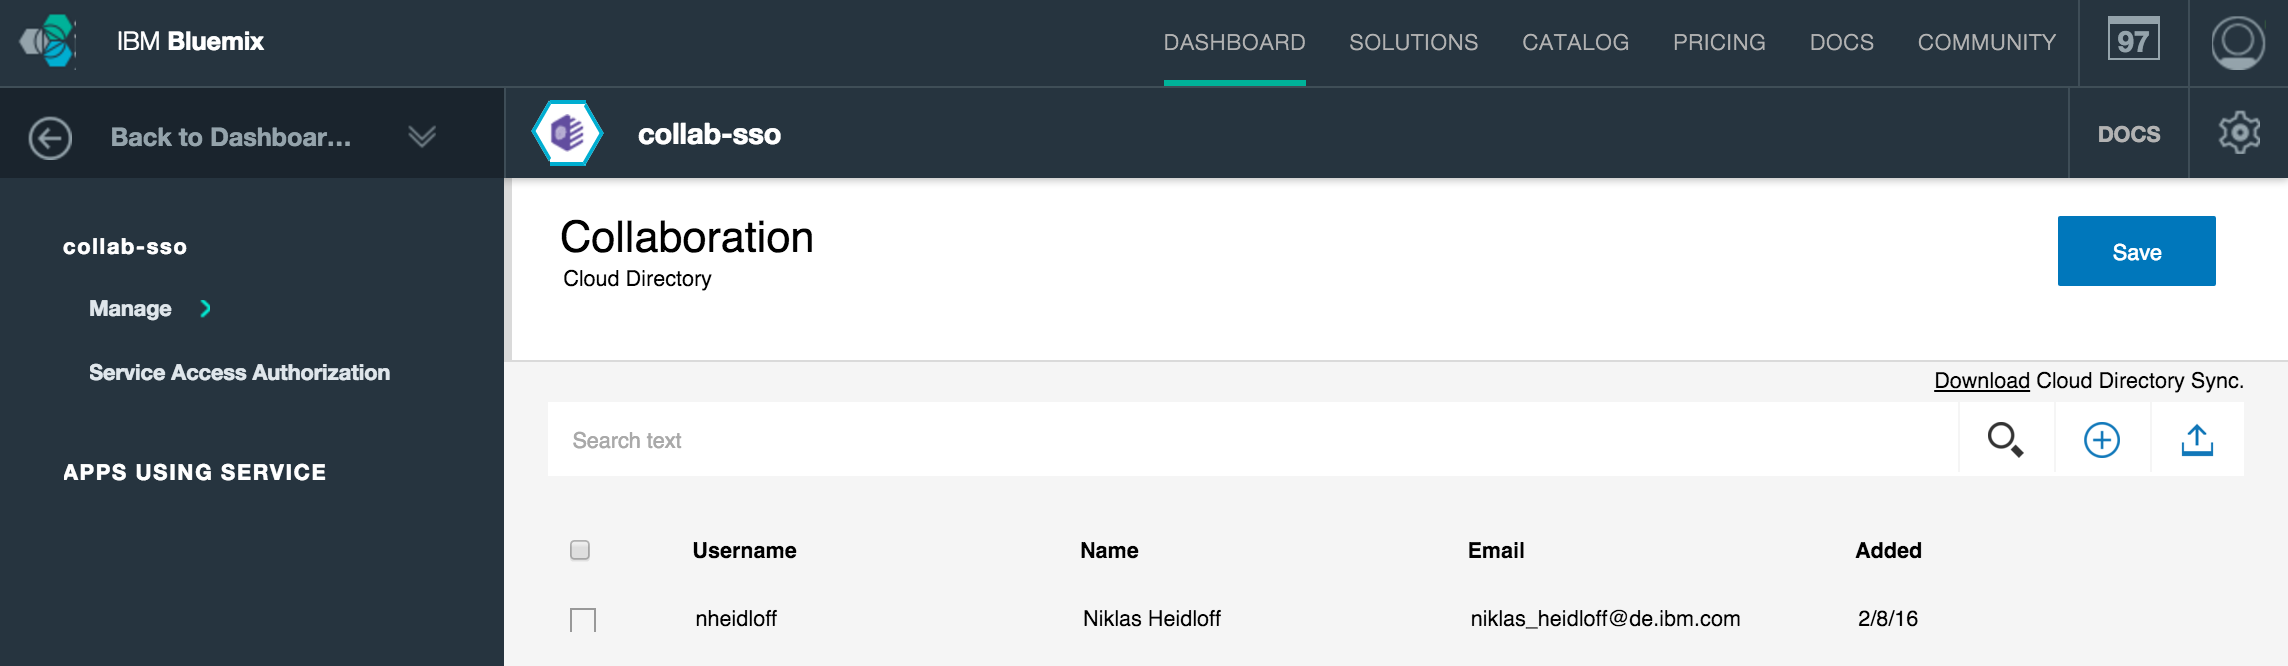 IBM Bluemix
DASHBOARD SOLUTIONS CATALOG PRICING DOCS COMMUNITY 97
Back to Dashboar...
collab-sso
DOCS
collab-sso
Manage
Service Access Authorization
APPS USING SERVICE
Collaboration
Cloud Directory
Save
Download Cloud Directory Sync.
Search text
Username Name Email Added
nheidloff Niklas Heidloff niklas_heidloff@de.ibm.com 2/8/16